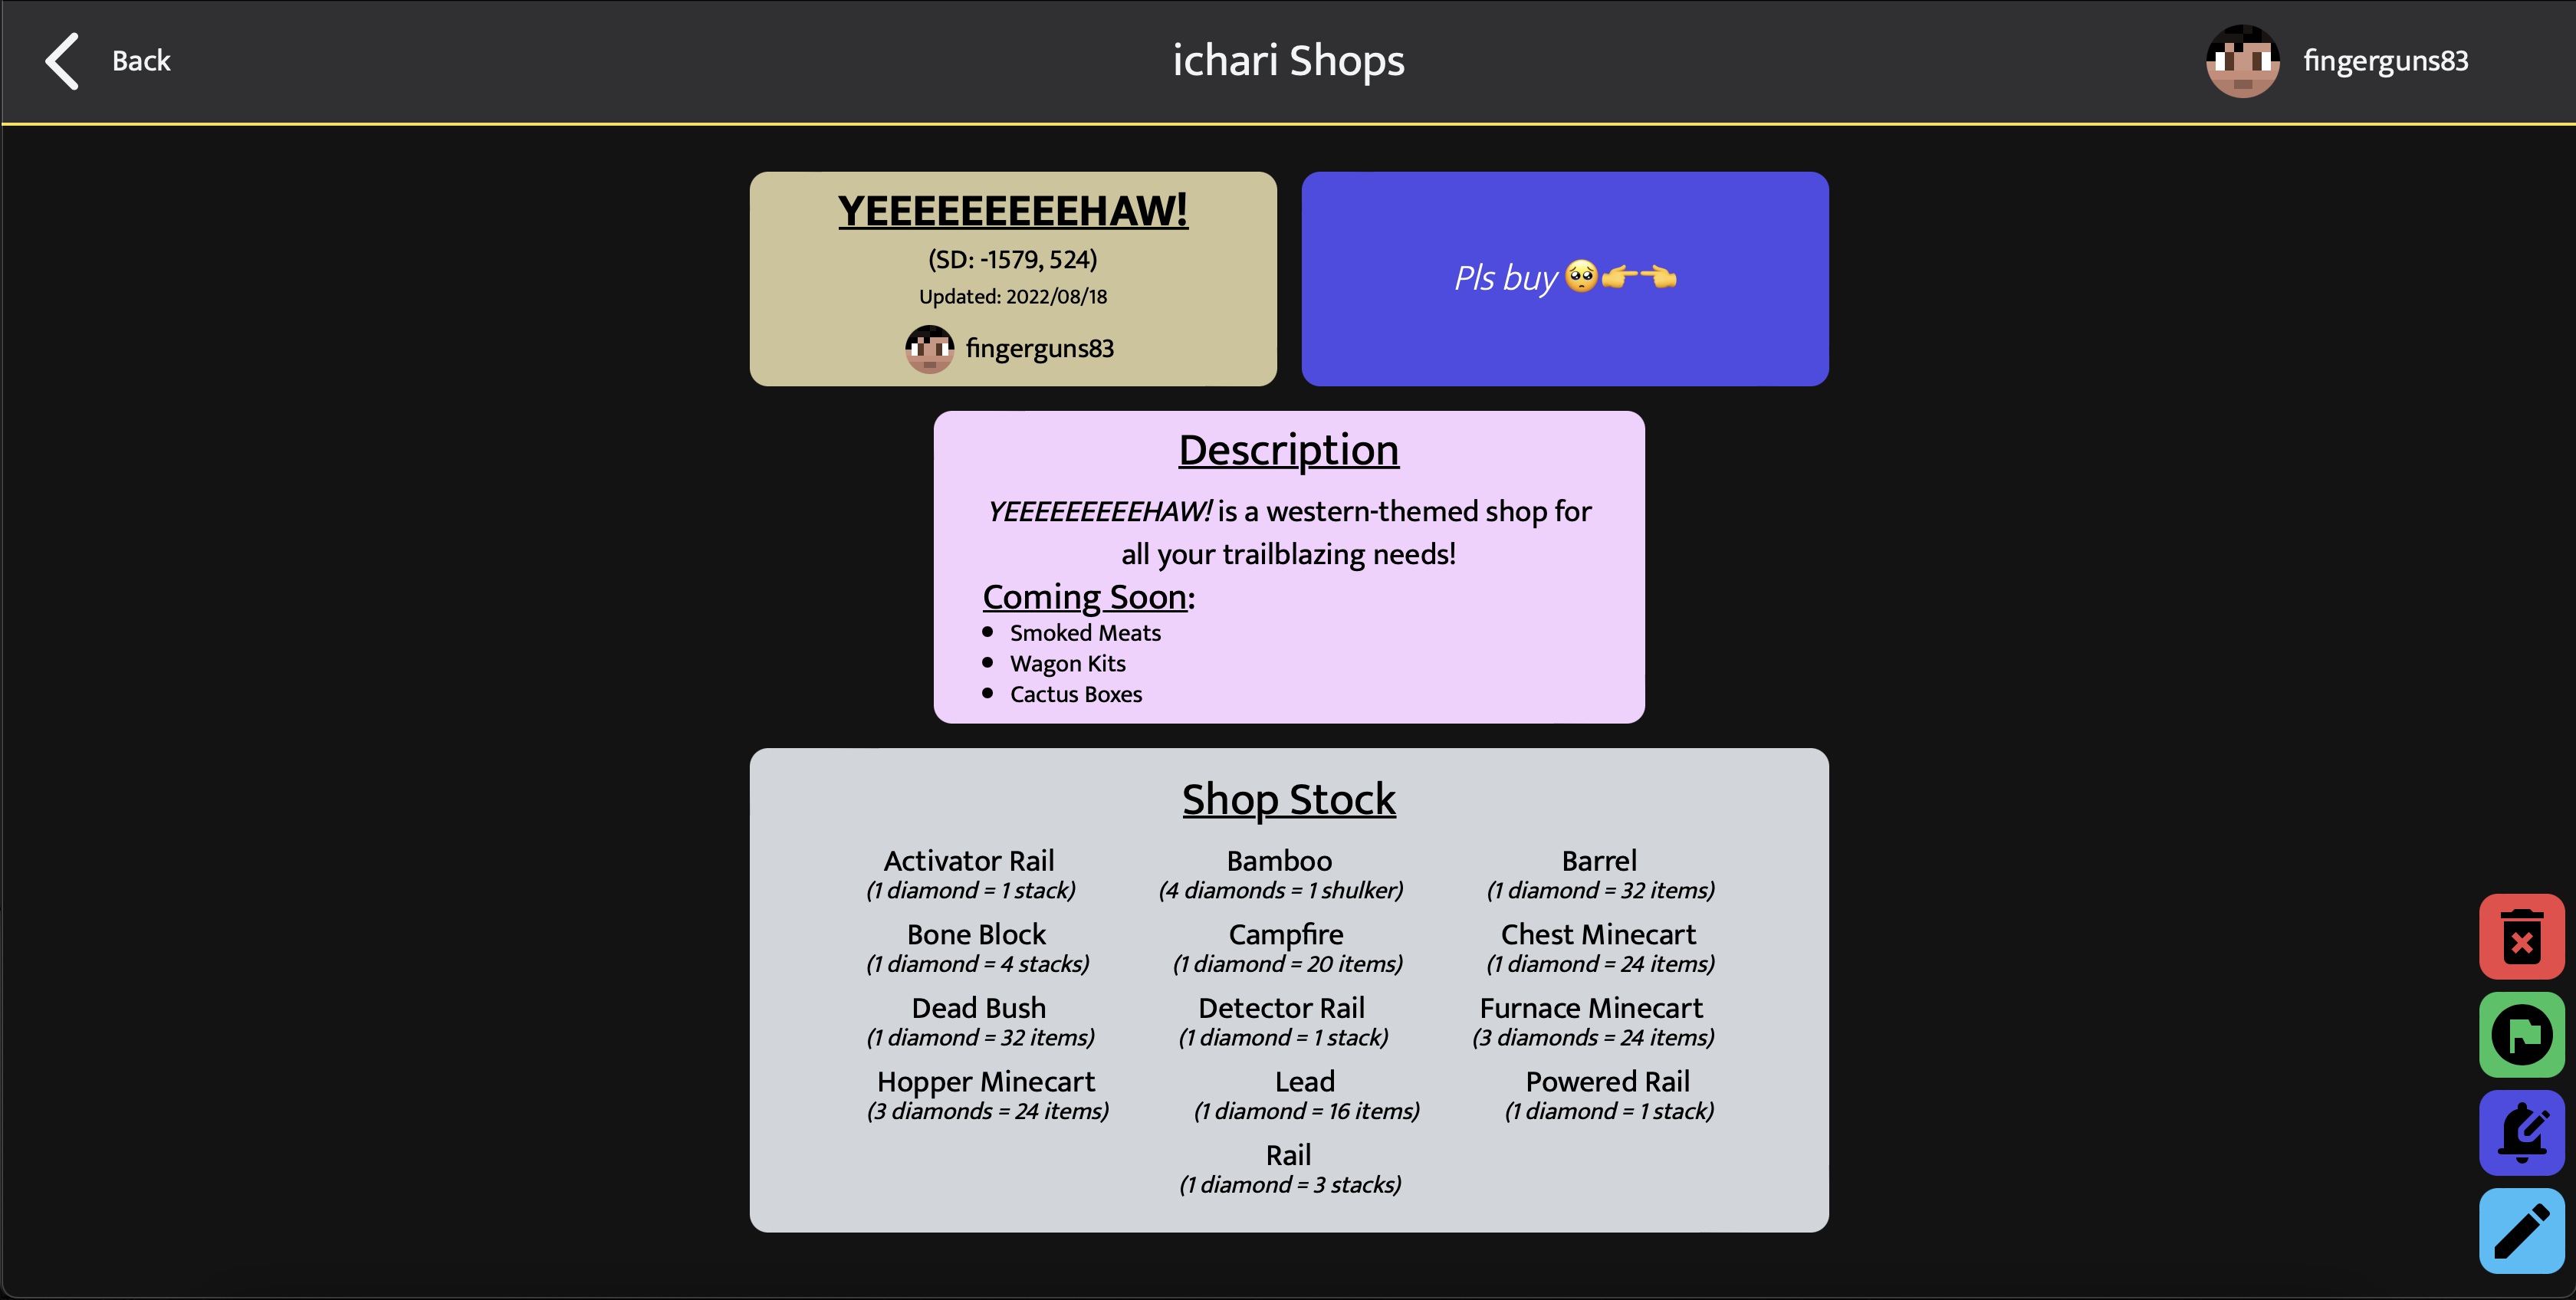 Back
ichari Shops
fingerguns83
YEEEEEEEEEHAW!
(SD: -1579, 524)
Updated: 2022/08/18
fingerguns83
Pls buy 🥺👉👈
Description
YEEEEEEEEEHAW! is a western-themed shop for
all your trailblazing needs!
Coming Soon:
• Smoked Meats
• Wagon Kits
• Cactus Boxes
Shop Stock
Activator Rail
(1 diamond = 1 stack)
Bamboo
(4 diamonds = 1 shulker)
Barrel
(1 diamond = 32 items)
Bone Block
(1 diamond = 4 stacks)
Campfire
(1 diamond = 20 items)
Chest Minecart
(1 diamond = 24 items)
Dead Bush
(1 diamond = 32 items)
Detector Rail
(1 diamond = 1 stack)
Furnace Minecart
(3 diamonds = 24 items)
Hopper Minecart
(3 diamonds = 24 items)
Lead
(1 diamond = 16 items)
Powered Rail
(1 diamond = 1 stack)
Rail
(1 diamond = 3 stacks)